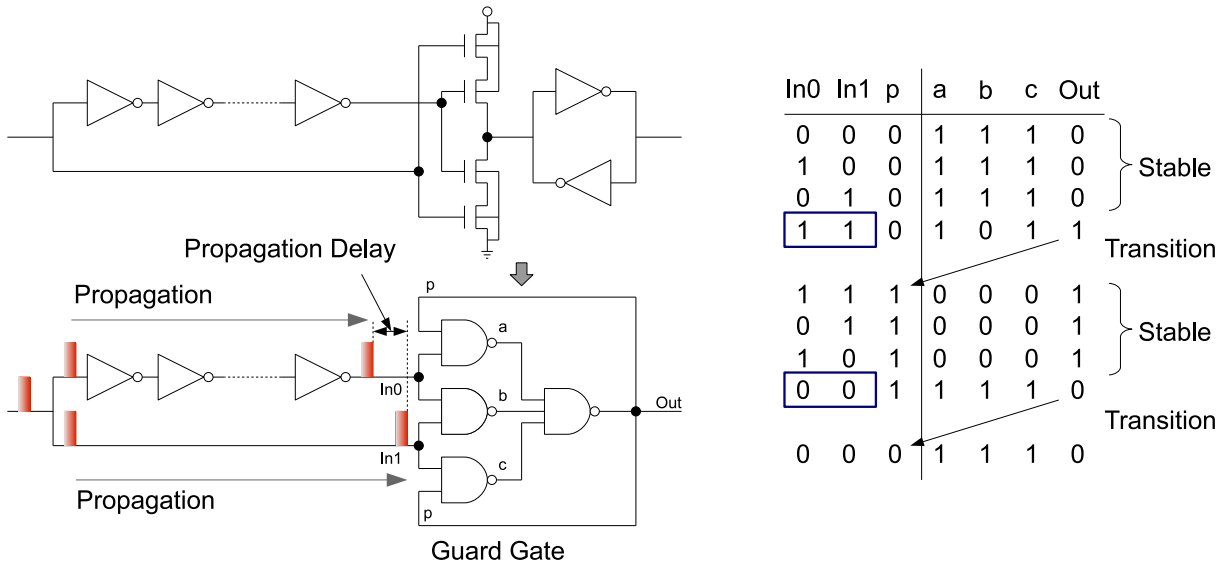 Propagation Delay
Propagation
p
a
In0
b
Out
In1
c
p
Propagation
Guard Gate
In0 In1 p a b c Out
0 0 0 1 1 1 0
1 0 0 1 1 1 0
0 1 0 1 1 1 0
Stable
1 1 0 1 0 1 1
Transition
1 1 1 0 0 0 1
0 1 1 0 0 0 1
1 0 1 0 0 0 1
Stable
0 0 1 1 1 1 0
Transition
0 0 0 1 1 1 0